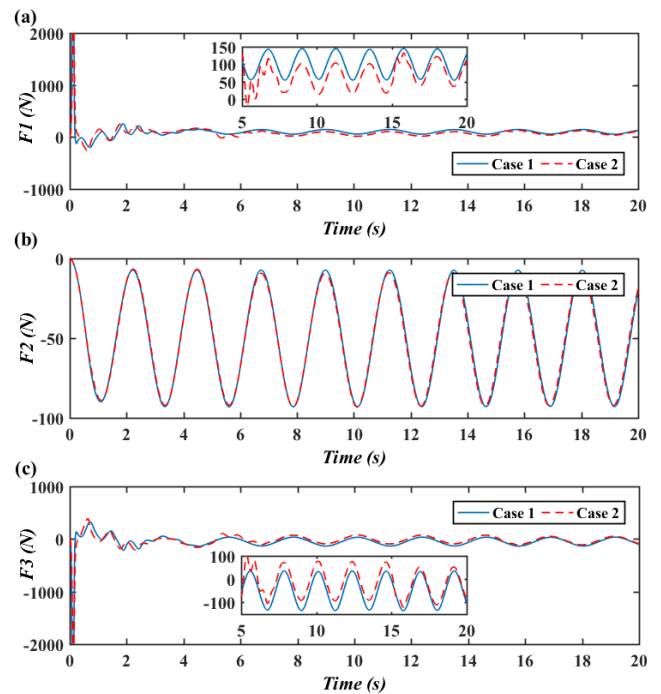 (a)
2000
1000
0
-1000
F1 (N)
150
100
50
0
5 10 15 20
Case 1 Case 2
0 2 4 6 8 10 12 14 16 18 20
Time (s)
(b)
0
-50
-100
F2 (N)
Case 1 Case 2
0 2 4 6 8 10 12 14 16 18 20
Time (s)
(c)
1000
0
-1000
-2000
F3 (N)
Case 1 Case 2
100
0
-100
5 10 15 20
0 2 4 6 8 10 12 14 16 18 20
Time (s)